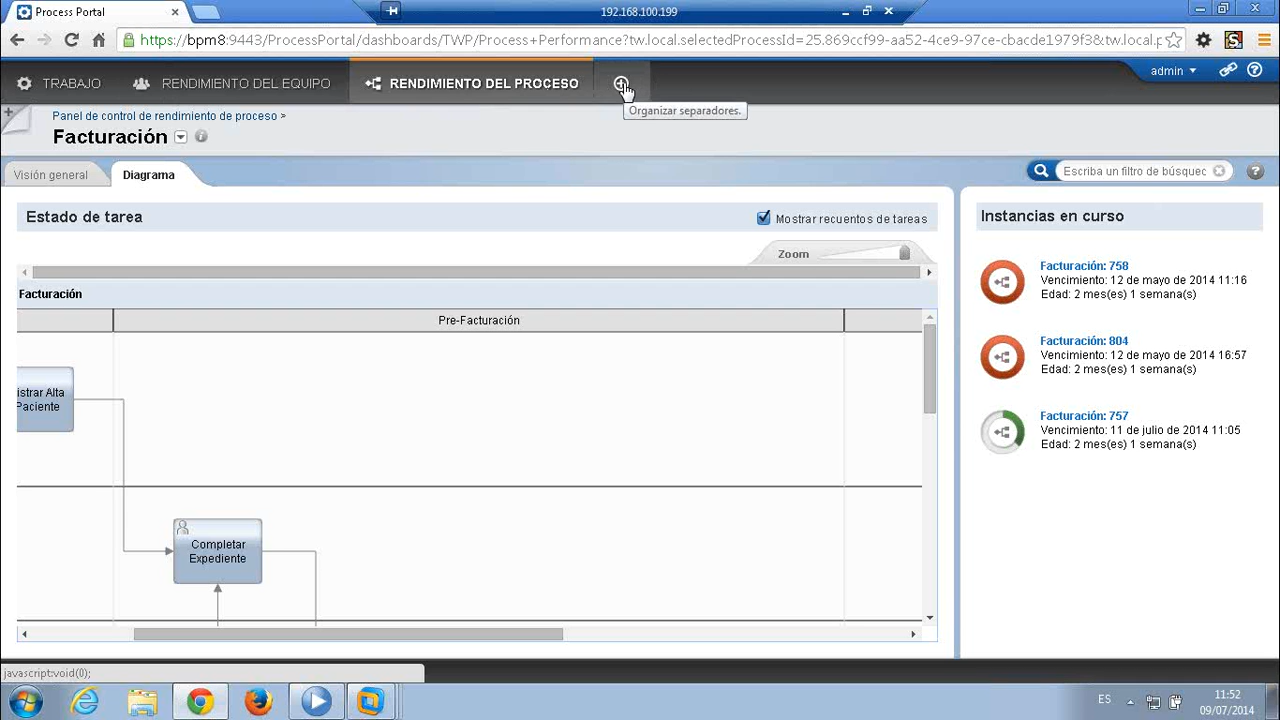 Process Portal
192.168.100.199
https://bpm8:9443/ProcessPortal/dashboards/TWP/Process+Performance?tw.local.selectedProcessId=25.869ccf99-aa52-4ce9-97ce-cbacde1979f3&tw.local.p
TRABAJO
RENDIMIENTO DEL EQUIPO
RENDIMIENTO DEL PROCESO
admin
Organizar separadores.
Panel de control de rendimiento de proceso >
Facturación
Visión general
Diagrama
Escriba un filtro de búsquec
Estado de tarea
Mostrar recuentos de tareas
Zoom
Facturación
Pre-Facturación
istrar Alta
Paciente
Completar
Expediente
Instancias en curso
Facturación: 758
Vencimiento: 12 de mayo de 2014 11:16
Edad: 2 mes(es) 1 semana(s)
Facturación: 804
Vencimiento: 12 de mayo de 2014 16:57
Edad: 2 mes(es) 1 semana(s)
Facturación: 757
Vencimiento: 11 de julio de 2014 11:05
Edad: 2 mes(es) 1 semana(s)
javascript:void(0);
ES
11:52
09/07/2014